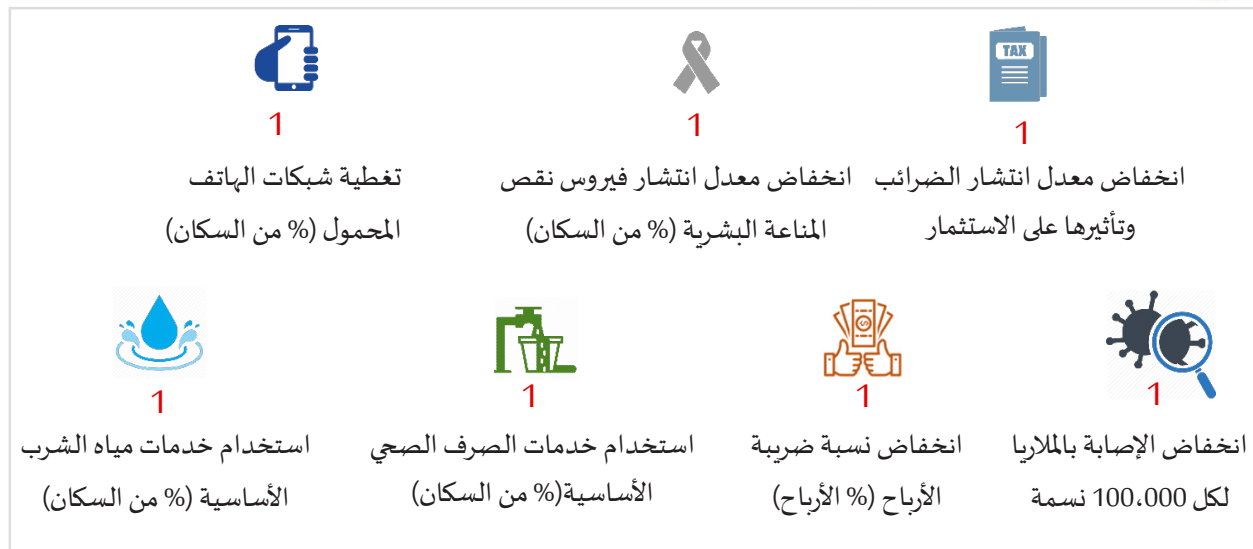 TAX
1
انخفاض معدل انتشار الضرائب
وتأثيرها على الاستثمار
1
انخفاض معدل انتشار فيروس نقص
المناعة البشرية (% من السكان)
1
تغطية شبكات الهاتف
المحمول (% من السكان)
1
انخفاض الإصابة بالملاريا
لكل 100،000 نسمة
1
انخفاض نسبة ضريبة
الأرباح (% الأرباح)
1
استخدام خدمات الصرف الصحي
الأساسية(% من السكان)
1
استخدام خدمات مياه الشرب
الأساسية (% من السكان)